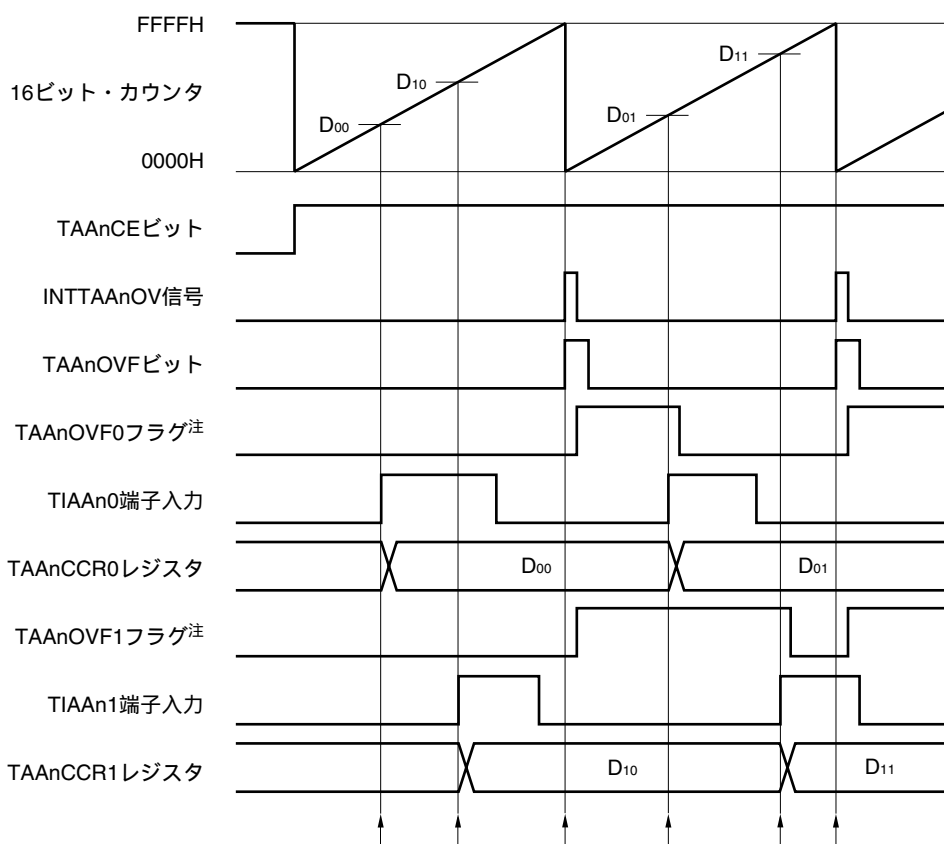 FFFFH
16ビット・カウンタ
D10
D00
D11
D01
0000H
TAAnCEビット
INTTAAnOV信号
TAAnOVFビット
TAAnOVF0フラグ注
TIAAn0端子入力
TAAnCCR0レジスタ
D00
D01
TAAnOVF1フラグ注
TIAAn1端子入力
TAAnCCR1レジスタ
D10
D11